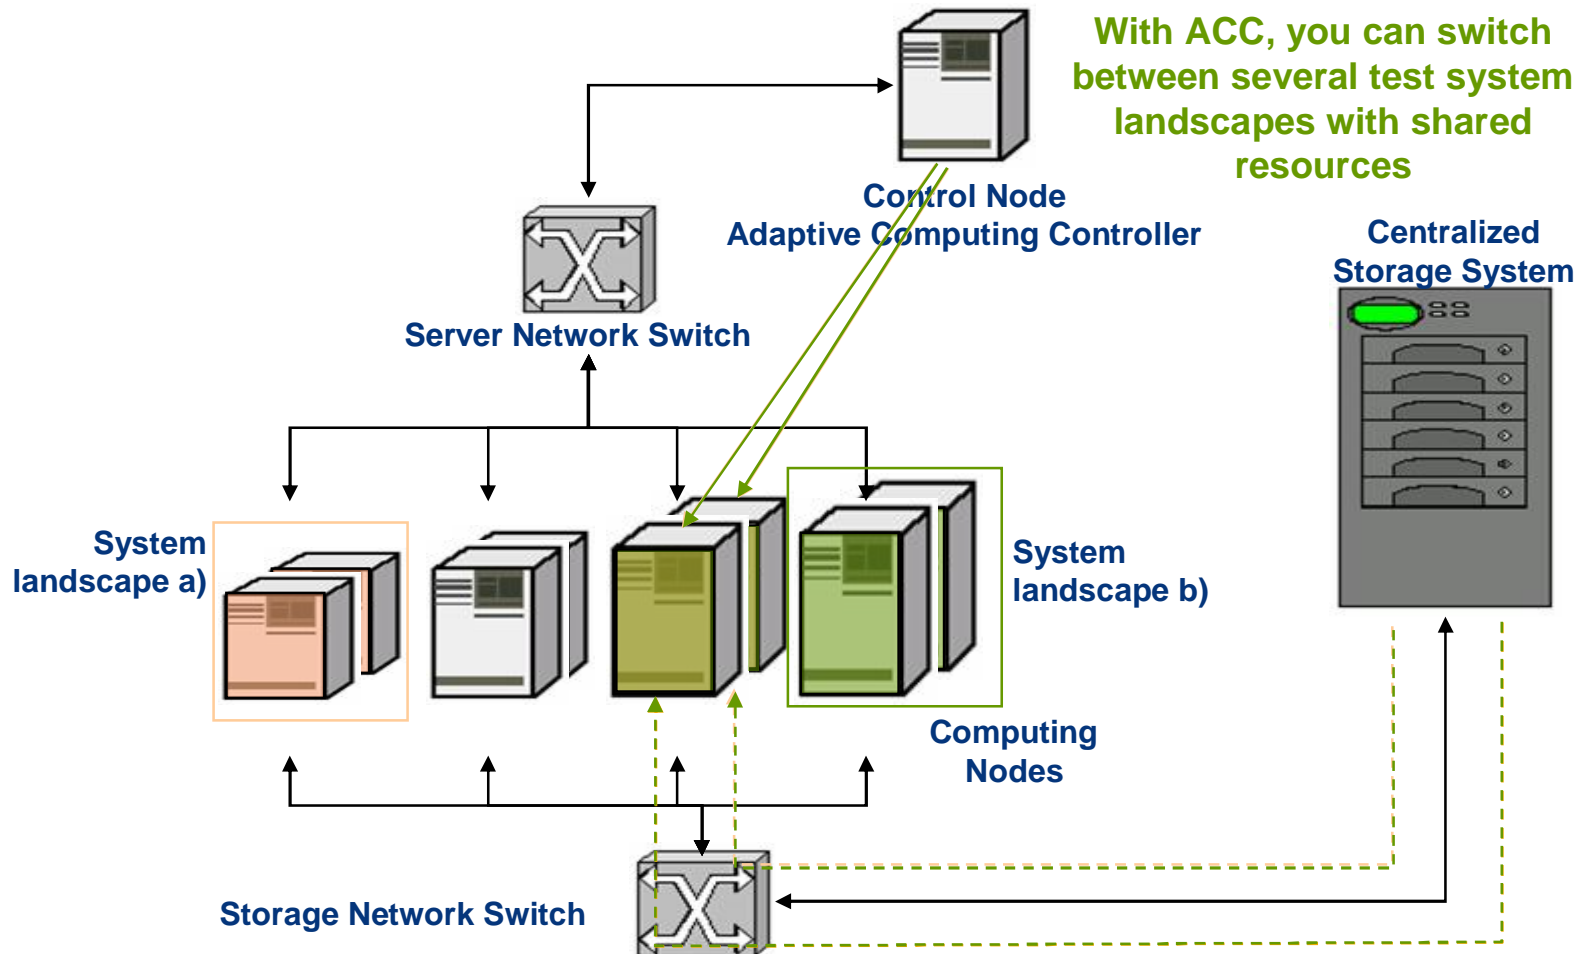 With ACC, you can switch
between several test system
landscapes with shared
resources
Control Node
Adaptive Computing Controller
Centralized
Storage System
Server Network Switch
System
landscape a)
System
landscape b)
Computing
Nodes
Storage Network Switch